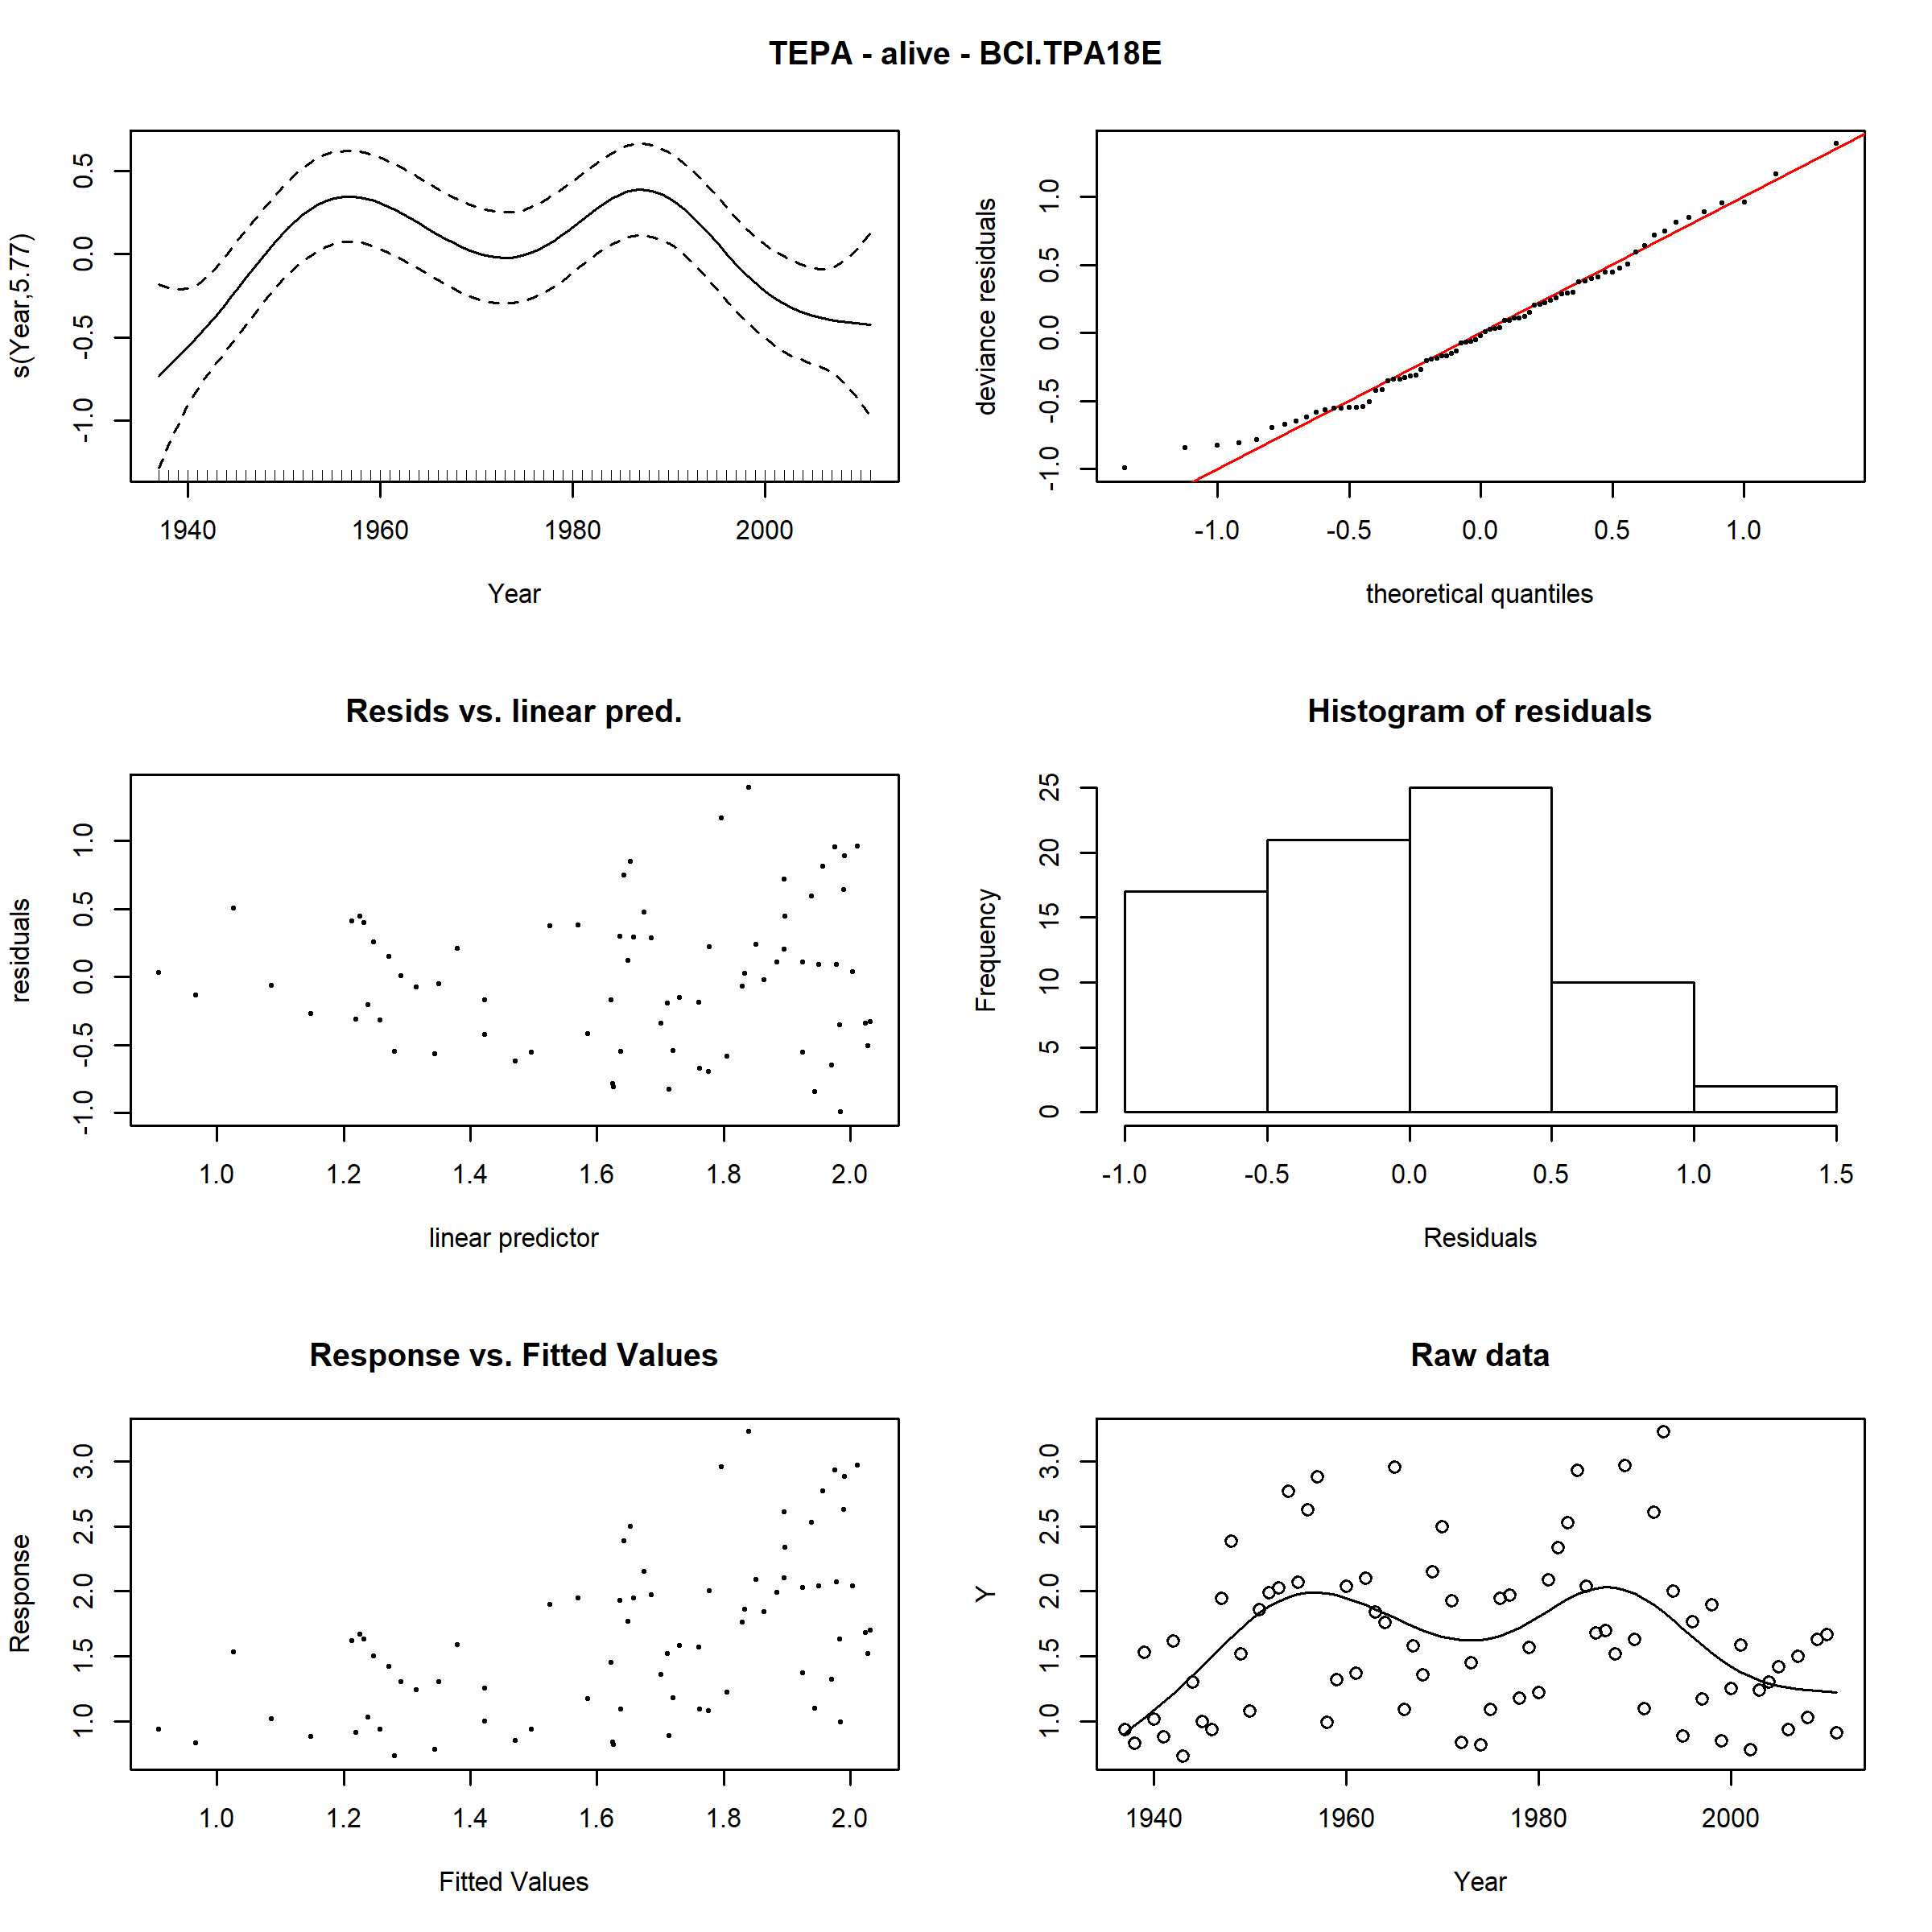 TEPA - alive - BCI.TPA18E
s(Year,5.77)
0.5
0.0
-0.5
-1.0
1940 1960 1980 2000
Year
deviance residuals
1.0
0.5
0.0
-0.5
-1.0
-1.0 -0.5 0.0 0.5 1.0
theoretical quantiles
Resids vs. linear pred.
residuals
1.0
0.5
0.0
-0.5
-1.0
1.0 1.2 1.4 1.6 1.8 2.0
linear predictor
Histogram of residuals
Frequency
25
20
15
10
5
0
-1.0 -0.5 0.0 0.5 1.0 1.5
Residuals
Response vs. Fitted Values
Response
3.0
2.5
2.0
1.5
1.0
1.0 1.2 1.4 1.6 1.8 2.0
Fitted Values
Raw data
Y
3.0
2.5
2.0
1.5
1.0
1940 1960 1980 2000
Year